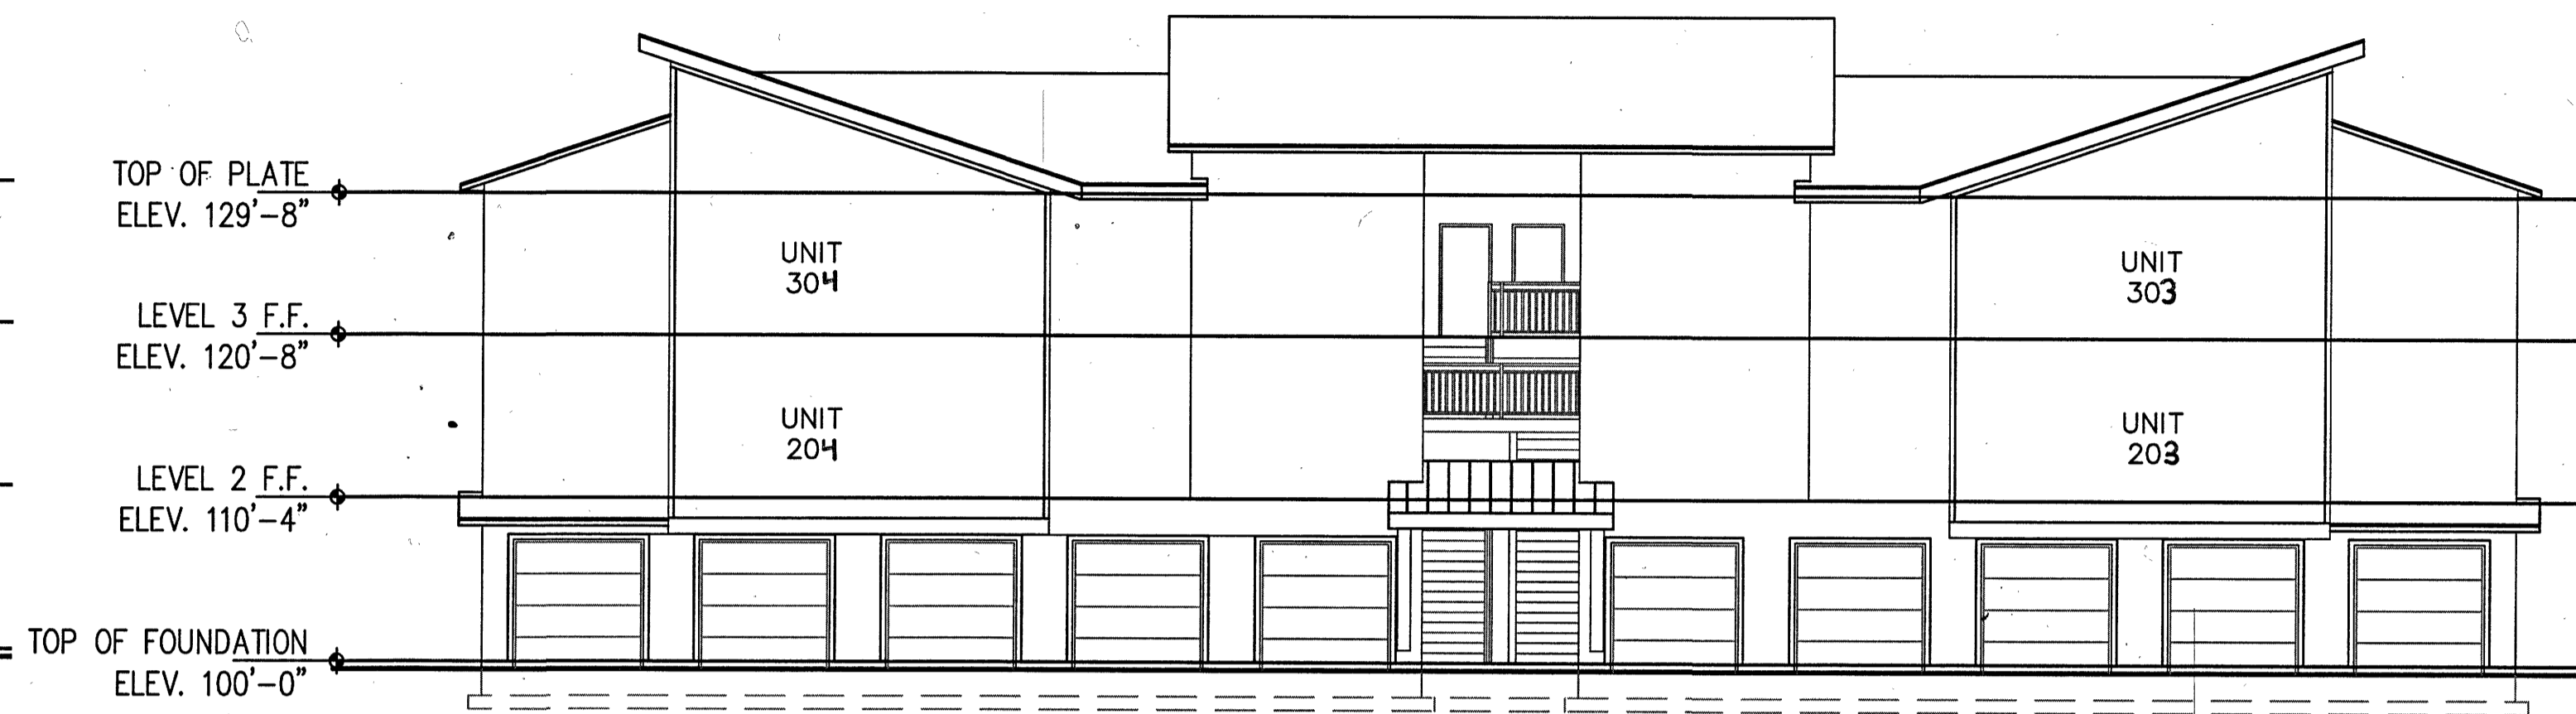 TOP OF PLATE
ELEV. 129'-8"
UNIT
304
UNIT
303
LEVEL 3 F.F.
ELEV. 120'-8"
UNIT
204
UNIT
203
LEVEL 2 F.F.
ELEV. 110'-4"
TOP OF FOUNDATION
ELEV. 100'-0"